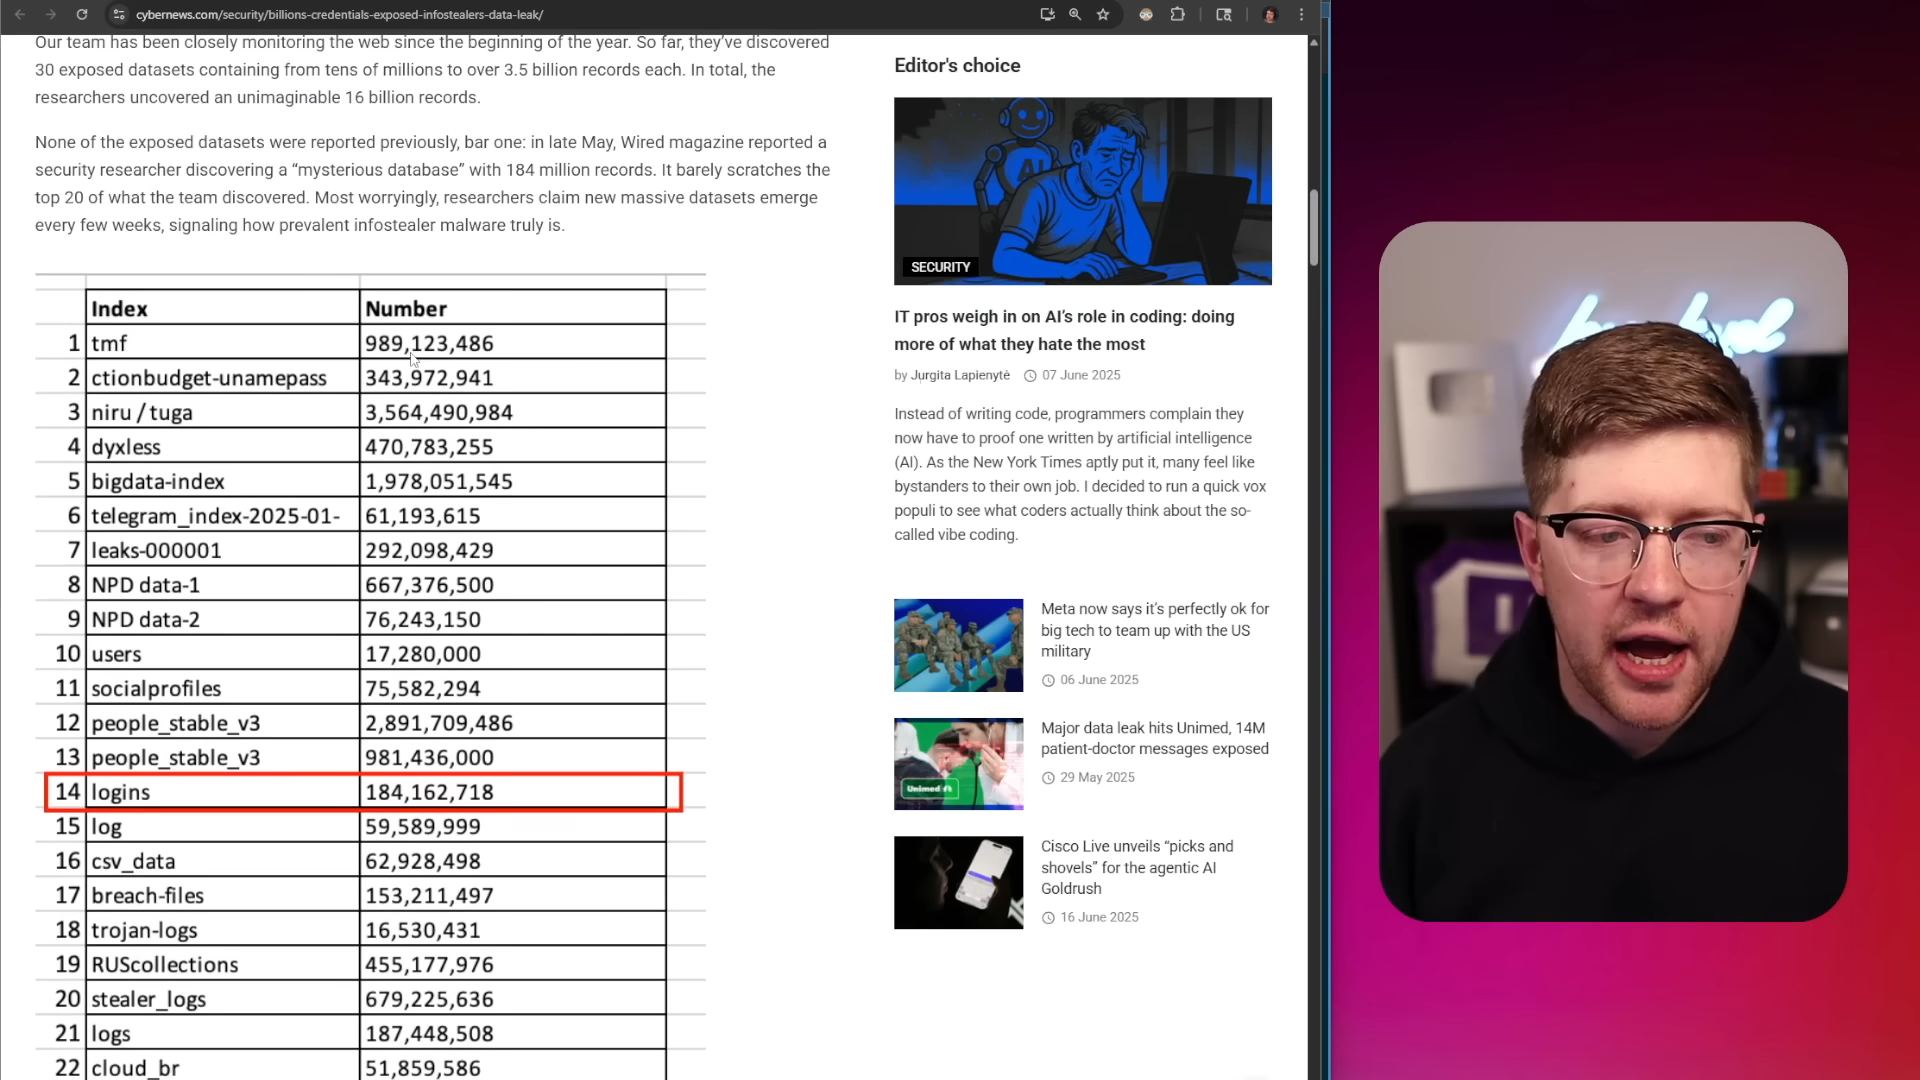 cybernews.com/security/billions-credentials-exposed-infostealers-data-leak/
Our team has been closely monitoring the web since the beginning of the year. So far, they’ve discovered
30 exposed datasets containing from tens of millions to over 3.5 billion records each. In total, the
researchers uncovered an unimaginable 16 billion records.
None of the exposed datasets were reported previously, bar one: in late May, Wired magazine reported a
security researcher discovering a “mysterious database” with 184 million records. It barely scratches the
top 20 of what the team discovered. Most worryingly, researchers claim new massive datasets emerge
every few weeks, signaling how prevalent infostealer malware truly is.
Index Number
1 tmf 989,123,486
2 ctionbudget-unamepass 343,972,941
3 niru / tuga 3,564,490,984
4 dyxless 470,783,255
5 bigdata-index 1,978,051,545
6 telegram_index-2025-01- 61,193,615
7 leaks-000001 292,098,429
8 NPD data-1 667,376,500
9 NPD data-2 76,243,150
10 users 17,280,000
11 socialprofiles 75,582,294
12 people_stable_v3 2,891,709,486
13 people_stable_v3 981,436,000
14 logins 184,162,718
15 log 59,589,999
16 csv_data 62,928,498
17 breach-files 153,211,497
18 trojan-logs 16,530,431
19 RUScollections 455,177,976
20 stealer_logs 679,225,636
21 logs 187,448,508
22 cloud_br 51,859,586
Editor's choice
AI
SECURITY
IT pros weigh in on AI’s role in coding: doing
more of what they hate the most
by Jurgita Lapienytė 07 June 2025
Instead of writing code, programmers complain they
now have to proof one written by artificial intelligence
(AI). As the New York Times aptly put it, many feel like
bystanders to their own job. I decided to run a quick vox
populi to see what coders actually think about the so-
called vibe coding.
Meta now says it’s perfectly ok for
big tech to team up with the US
military
06 June 2025
Unimed
Major data leak hits Unimed, 14M
patient-doctor messages exposed
29 May 2025
Cisco Live unveils “picks and
shovels” for the agentic AI
Goldrush
16 June 2025